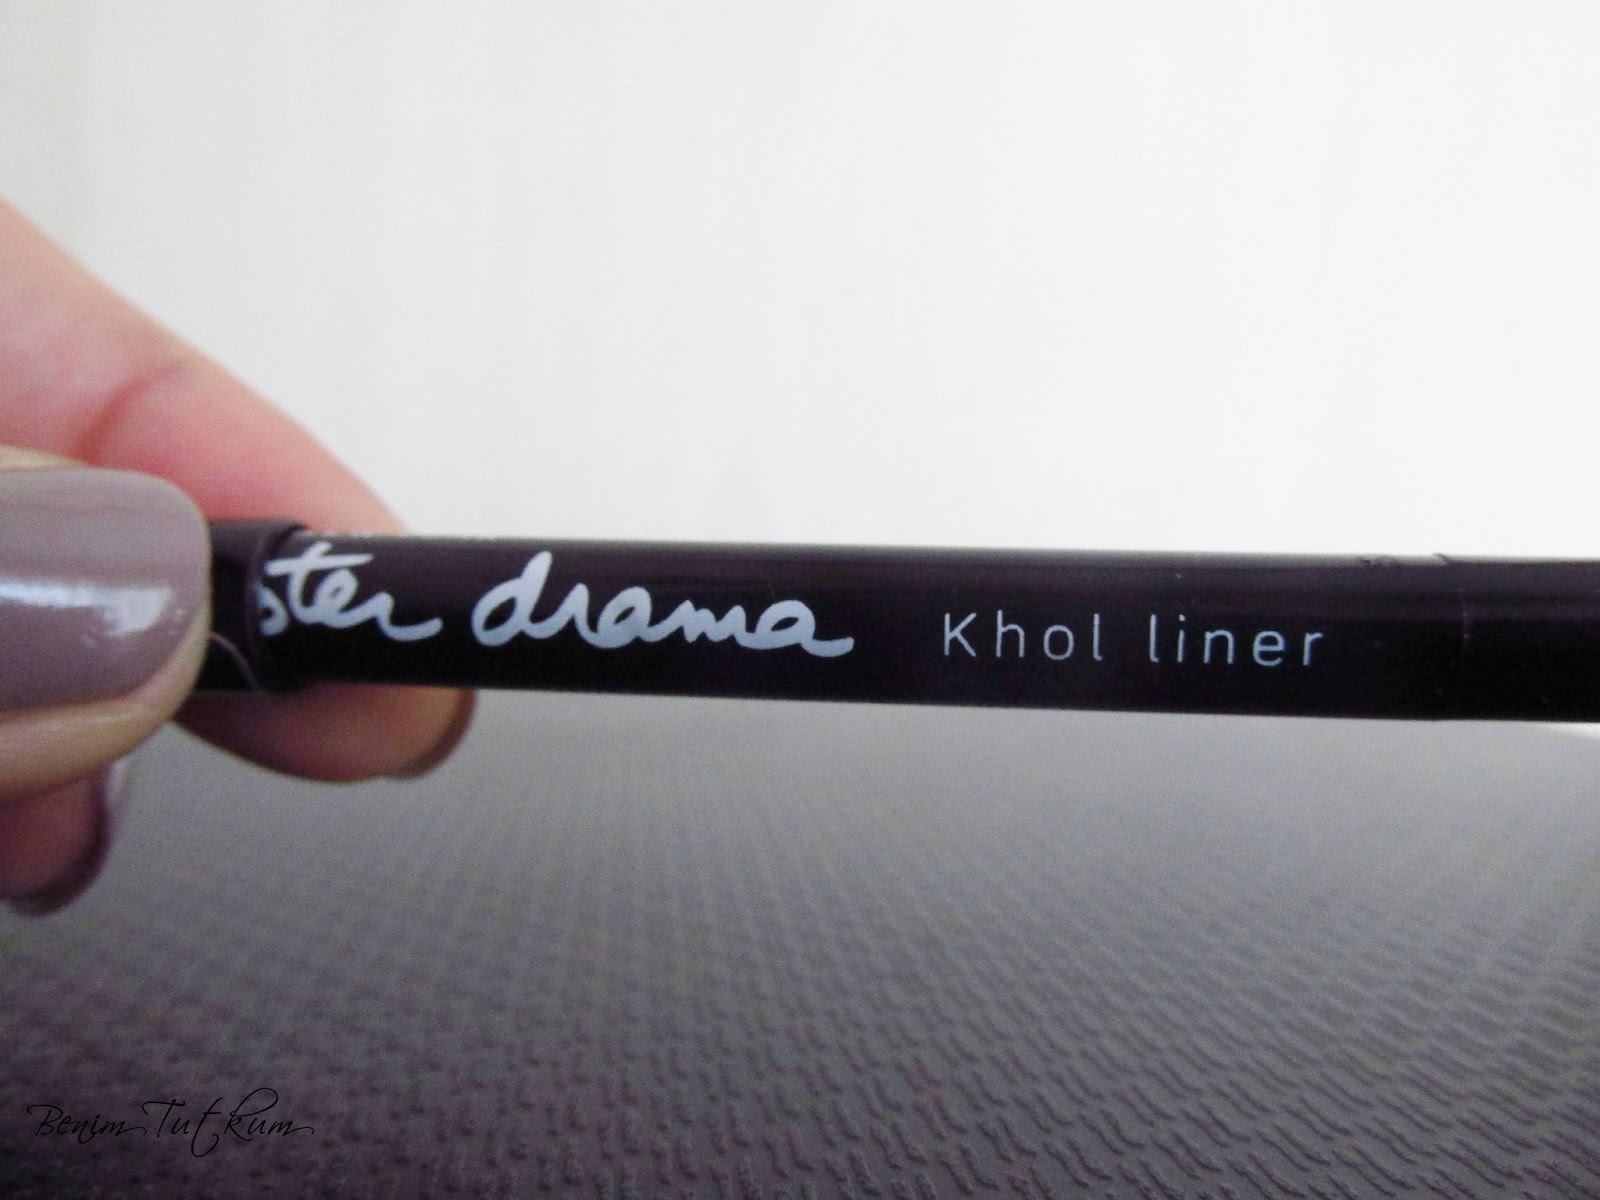 ster drama Khol liner
Benim Tutkum